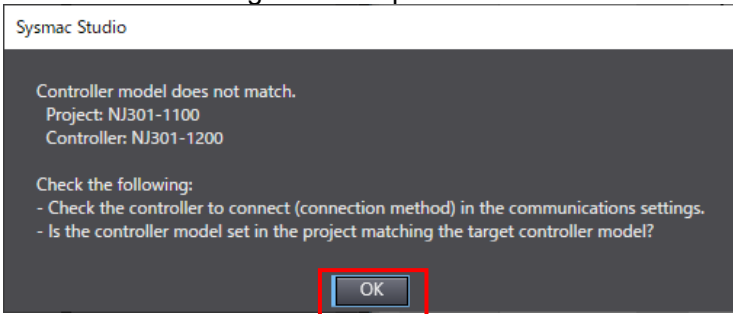 Sysmac Studio
Controller model does not match.
Project: NJ301-1100
Controller: NJ301-1200
Check the following:
- Check the controller to connect (connection method) in the communications settings.
- Is the controller model set in the project matching the target controller model?
OK